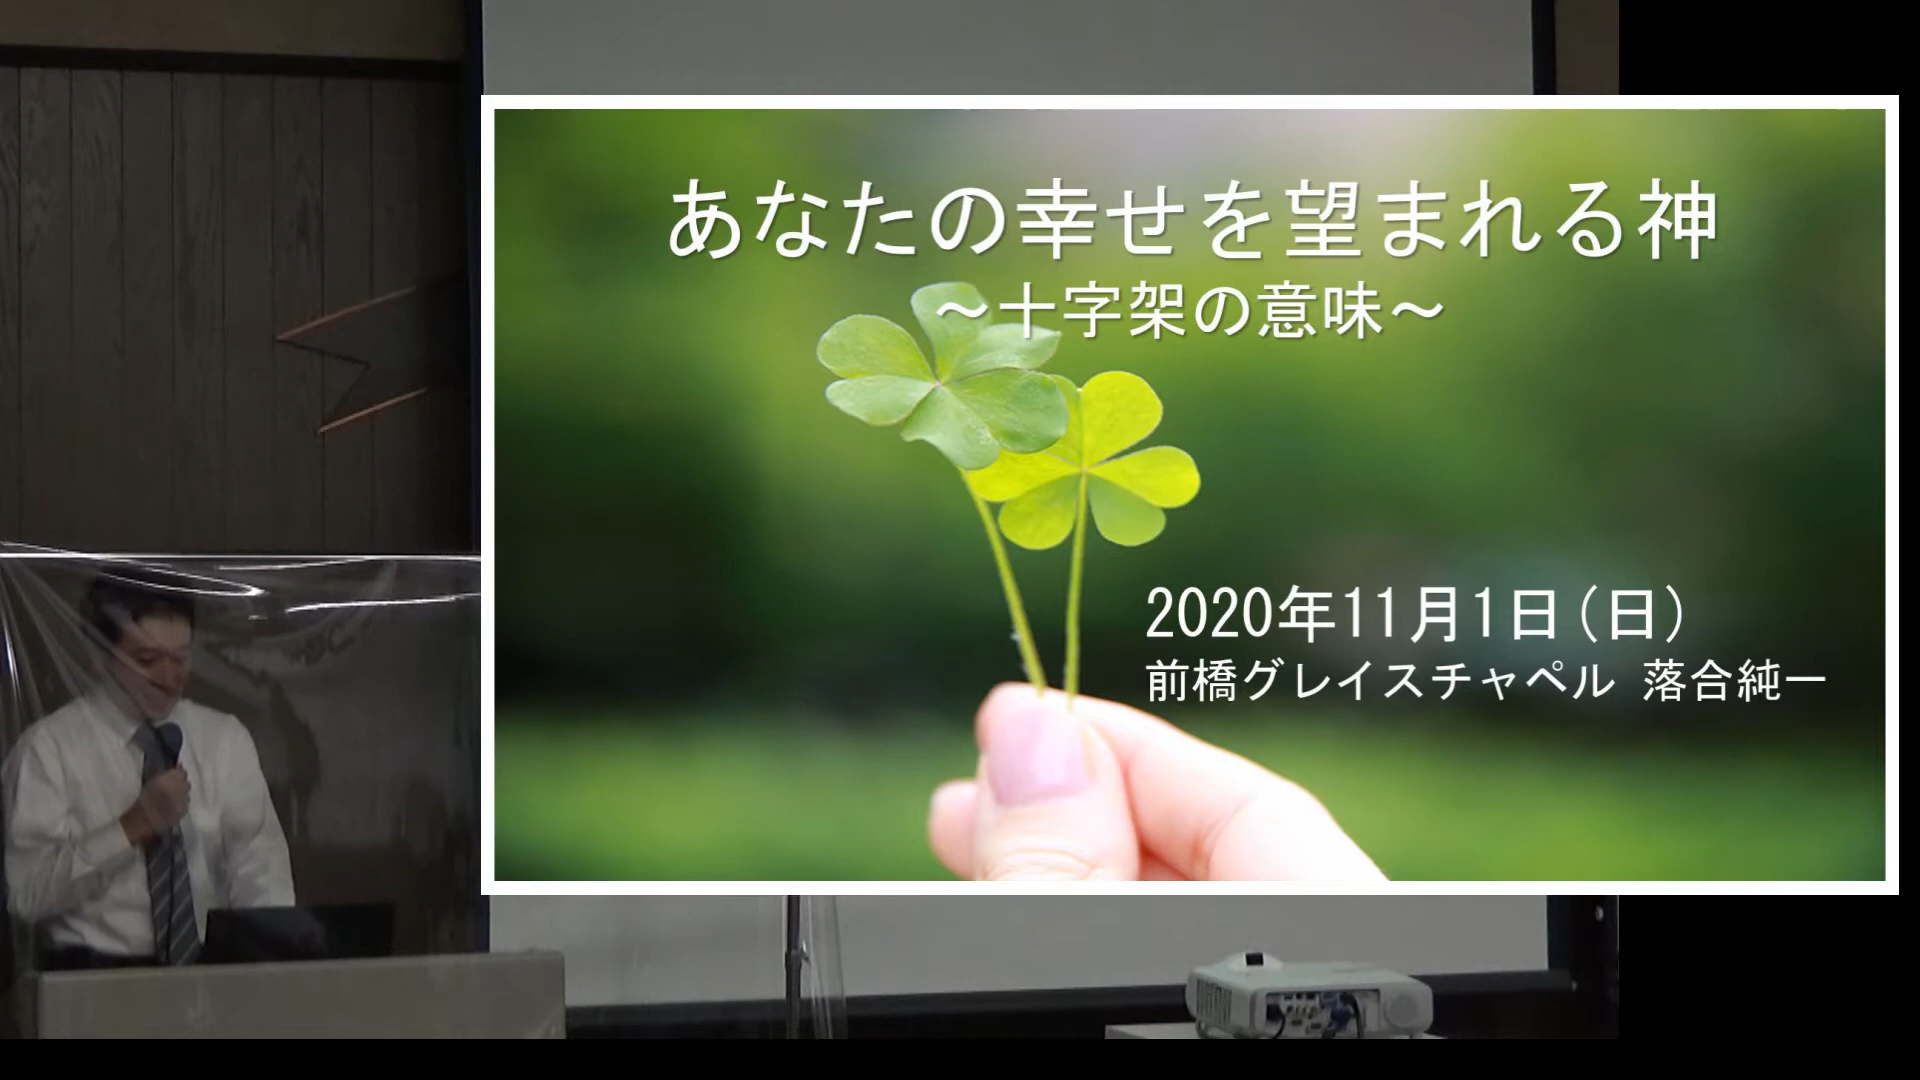 あなたの幸せを望まれる神
～十字架の意味～
2020年11月1日(日)
前橋グレイスチャペル 落合純一